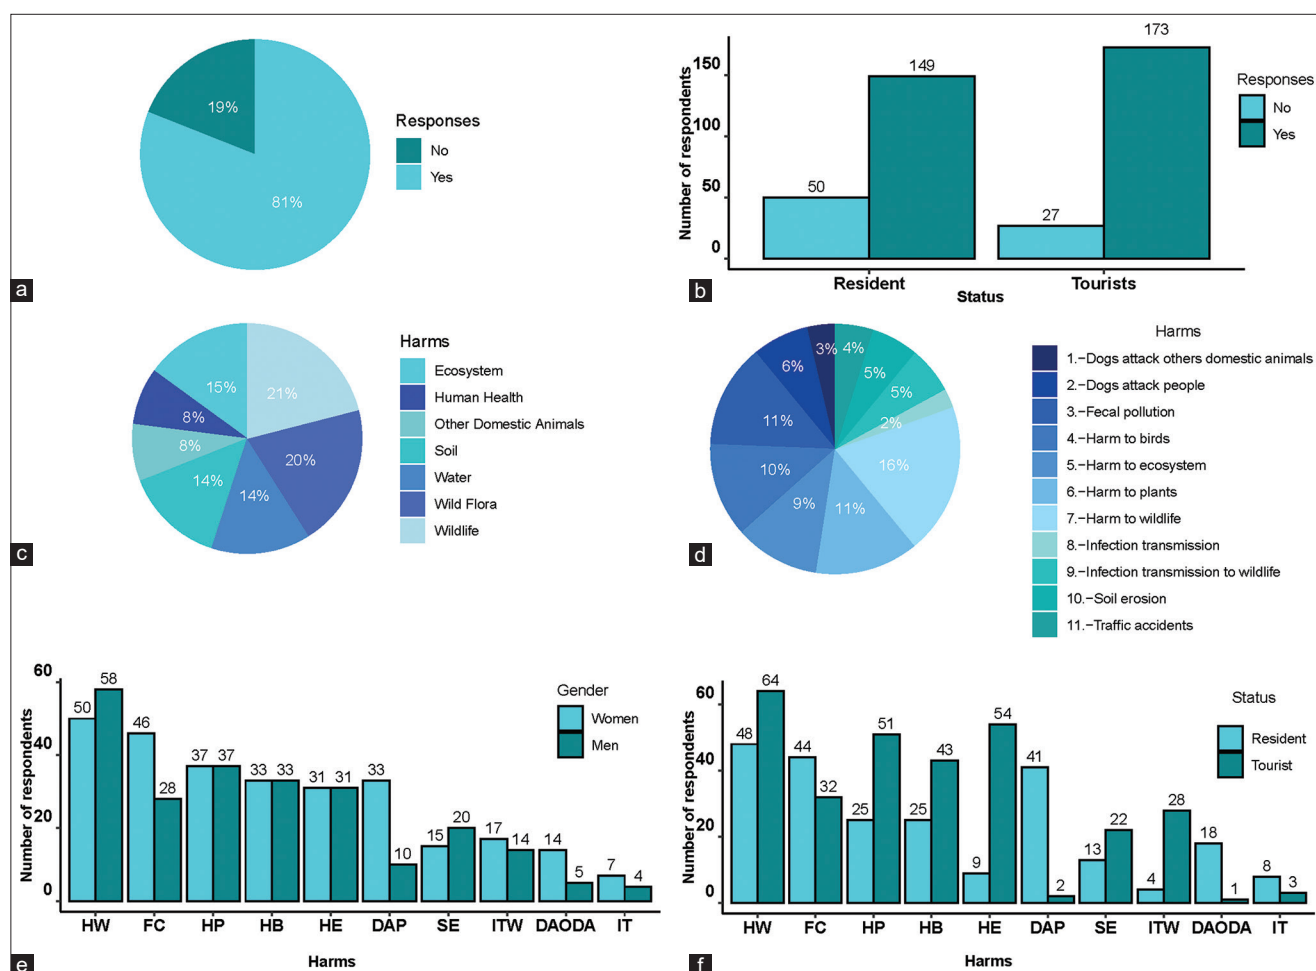 19%
81%
Responses
No
Yes
a
Number of respondents
150
100
50
0
50
149
27
173
Resident
Tourists
Status
Responses
No
Yes
b
15%
21%
8%
8%
20%
14%
14%
Harms
Ecosystem
Human Health
Other Domestic Animals
Soil
Water
Wild Flora
Wildlife
c
3%
4%
6%
5%
5%
11%
2%
10%
16%
9%
11%
Harms
1.-Dogs attack others domestic animals
2.-Dogs attack people
3.-Fecal pollution
4.-Harm to birds
5.-Harm to ecosystem
6.-Harm to plants
7.-Harm to wildlife
8.-Infection transmission
9.-Infection transmission to wildlife
10.-Soil erosion
11.-Traffic accidents
d
Number of respondents
60
40
20
0
50 58
46 28
37 37
33 33
31 31
33 10
15 20
17 14
14 5
7 4
HW FC HP HB HE DAP SE ITW DAODA IT
Harms
Gender
Women
Men
e
Number of respondents
60
40
20
0
48 64
44 32
25 51
25 43
9 54
41 2
13 22
4 28
18 1
8 3
HW FC HP HB HE DAP SE ITW DAODA IT
Harms
Status
Resident
Tourist
f